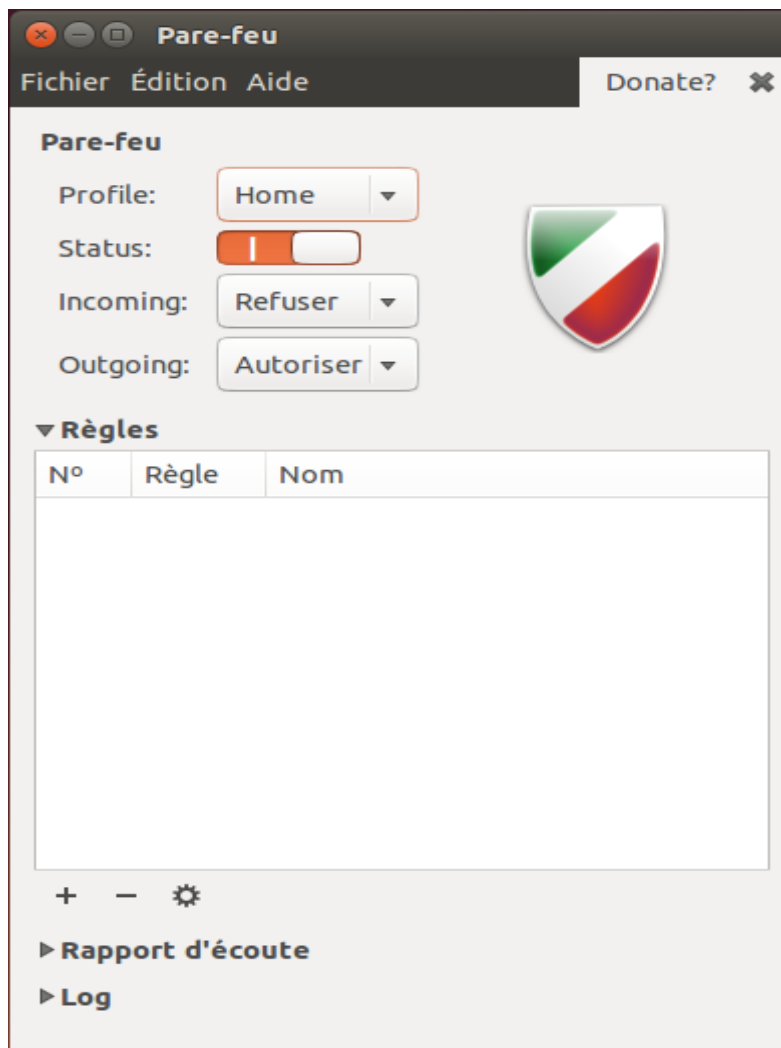 Pare-feu
Fichier Édition Aide Donate?
Pare-feu
Profile: Home
Status:
Incoming: Refuser
Outgoing: Autoriser
Règles
Nº Règle Nom
Rapport d'écoute
Log